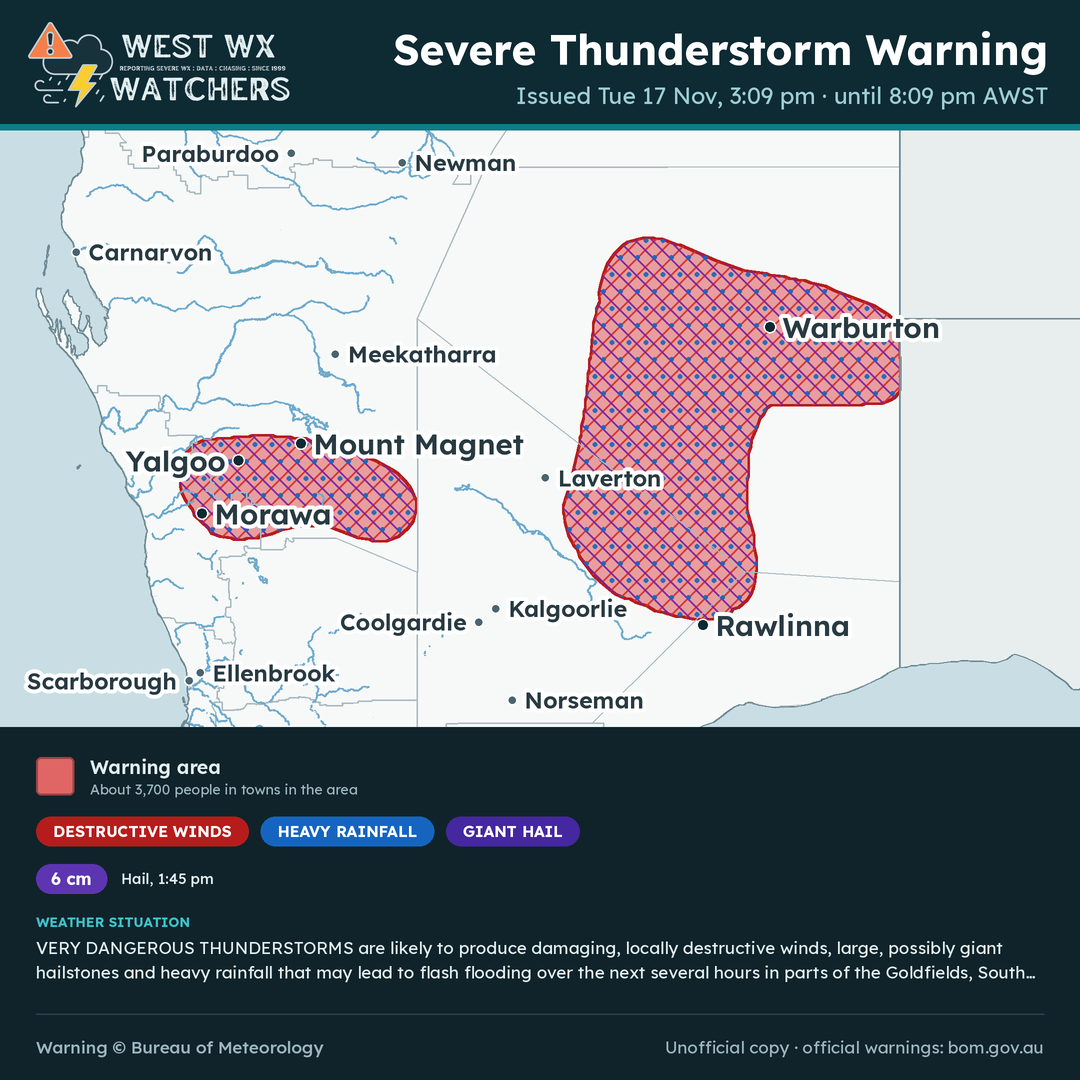 WEST WX
REPORTING SEVERE WX : DATA : CHASING : SINCE 1999
WATCHERS
Severe Thunderstorm Warning
Issued Tue 17 Nov, 3:09 pm · until 8:09 pm AWST
Paraburdoo
Newman
Carnarvon
Warburton
Meekatharra
Mount Magnet
Yalgoo
Laverton
Morawa
Kalgoorlie
Coolgardie
Rawlinna
Ellenbrook
Scarborough
Norseman
Warning area
About 3,700 people in towns in the area
DESTRUCTIVE WINDS HEAVY RAINFALL GIANT HAIL
6 cm Hail, 1:45 pm
WEATHER SITUATION
VERY DANGEROUS THUNDERSTORMS are likely to produce damaging, locally destructive winds, large, possibly giant
hailstones and heavy rainfall that may lead to flash flooding over the next several hours in parts of the Goldfields, South…
Warning © Bureau of Meteorology
Unofficial copy · official warnings: bom.gov.au